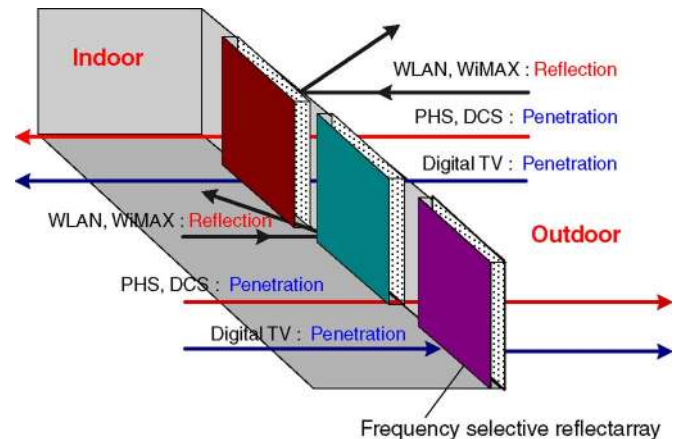 Indoor
WLAN, WiMAX : Reflection
PHS, DCS : Penetration
Digital TV : Penetration
WLAN, WiMAX : Reflection
Outdoor
PHS, DCS : Penetration
Digital TV : Penetration
Frequency selective reflectarray